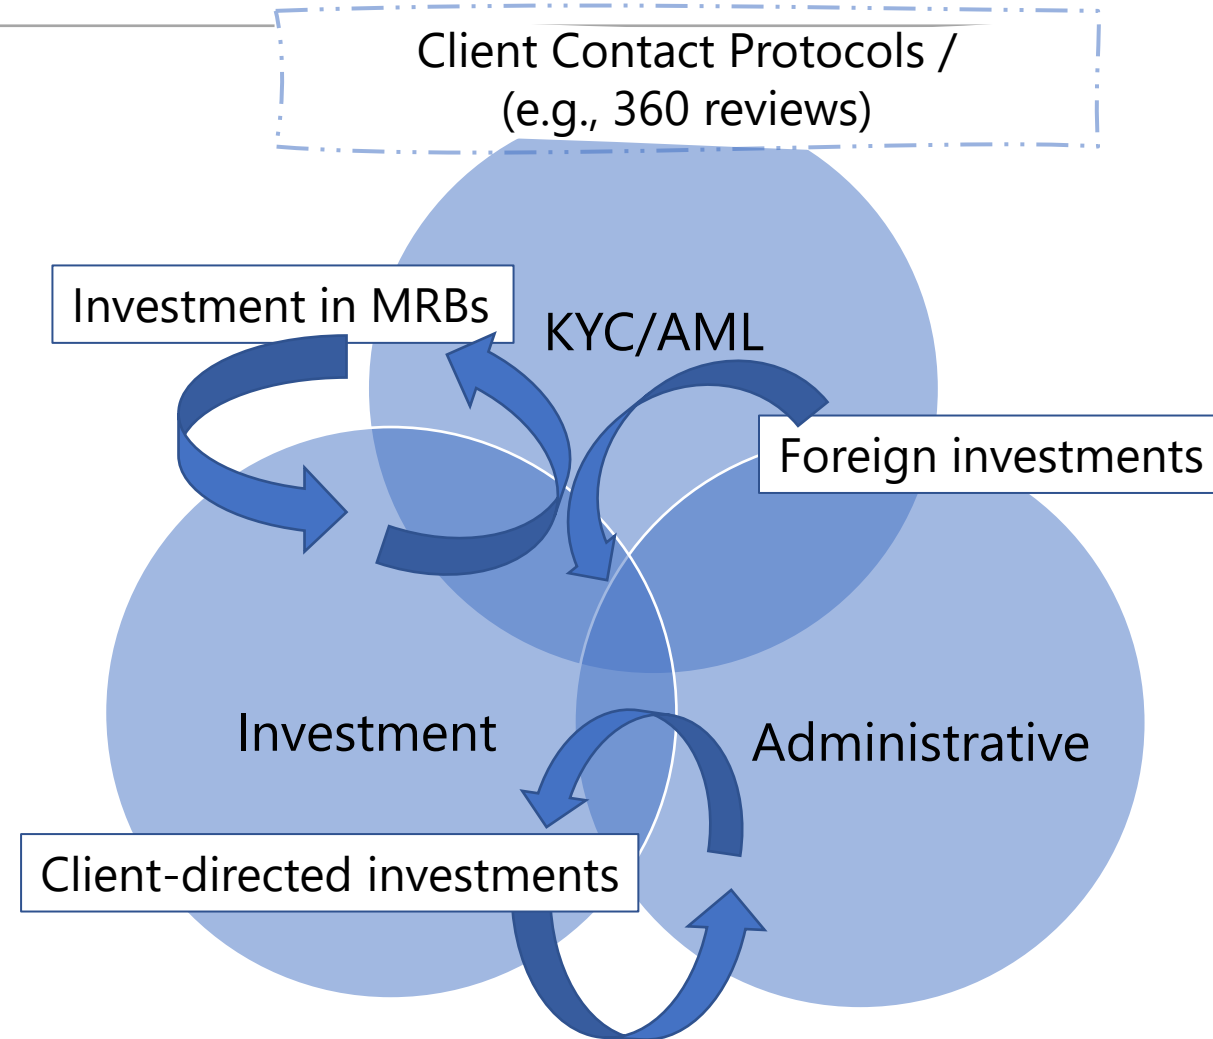 Client Contact Protocols /
(e.g., 360 reviews)
Investment in MRBs
KYC/AML
Foreign investments
Investment
Administrative
Client-directed investments